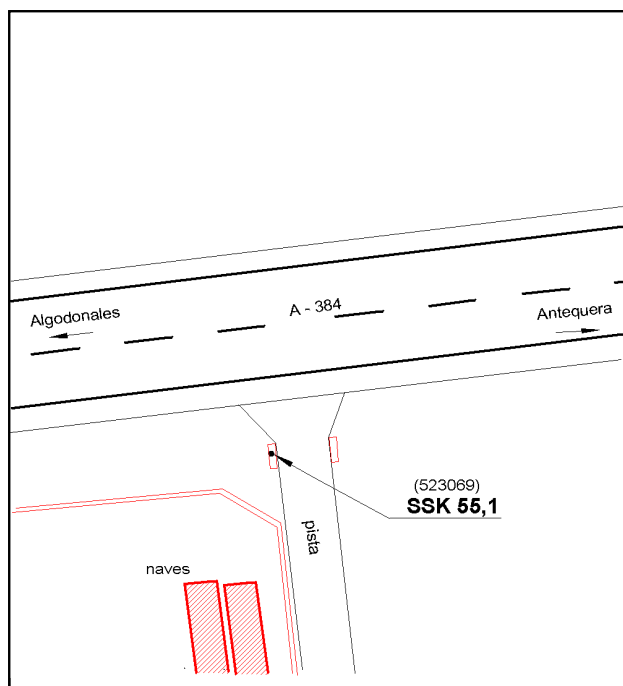 A - 384
Algodonales
Antequera
(523069)
SSK 55,1
pista
naves